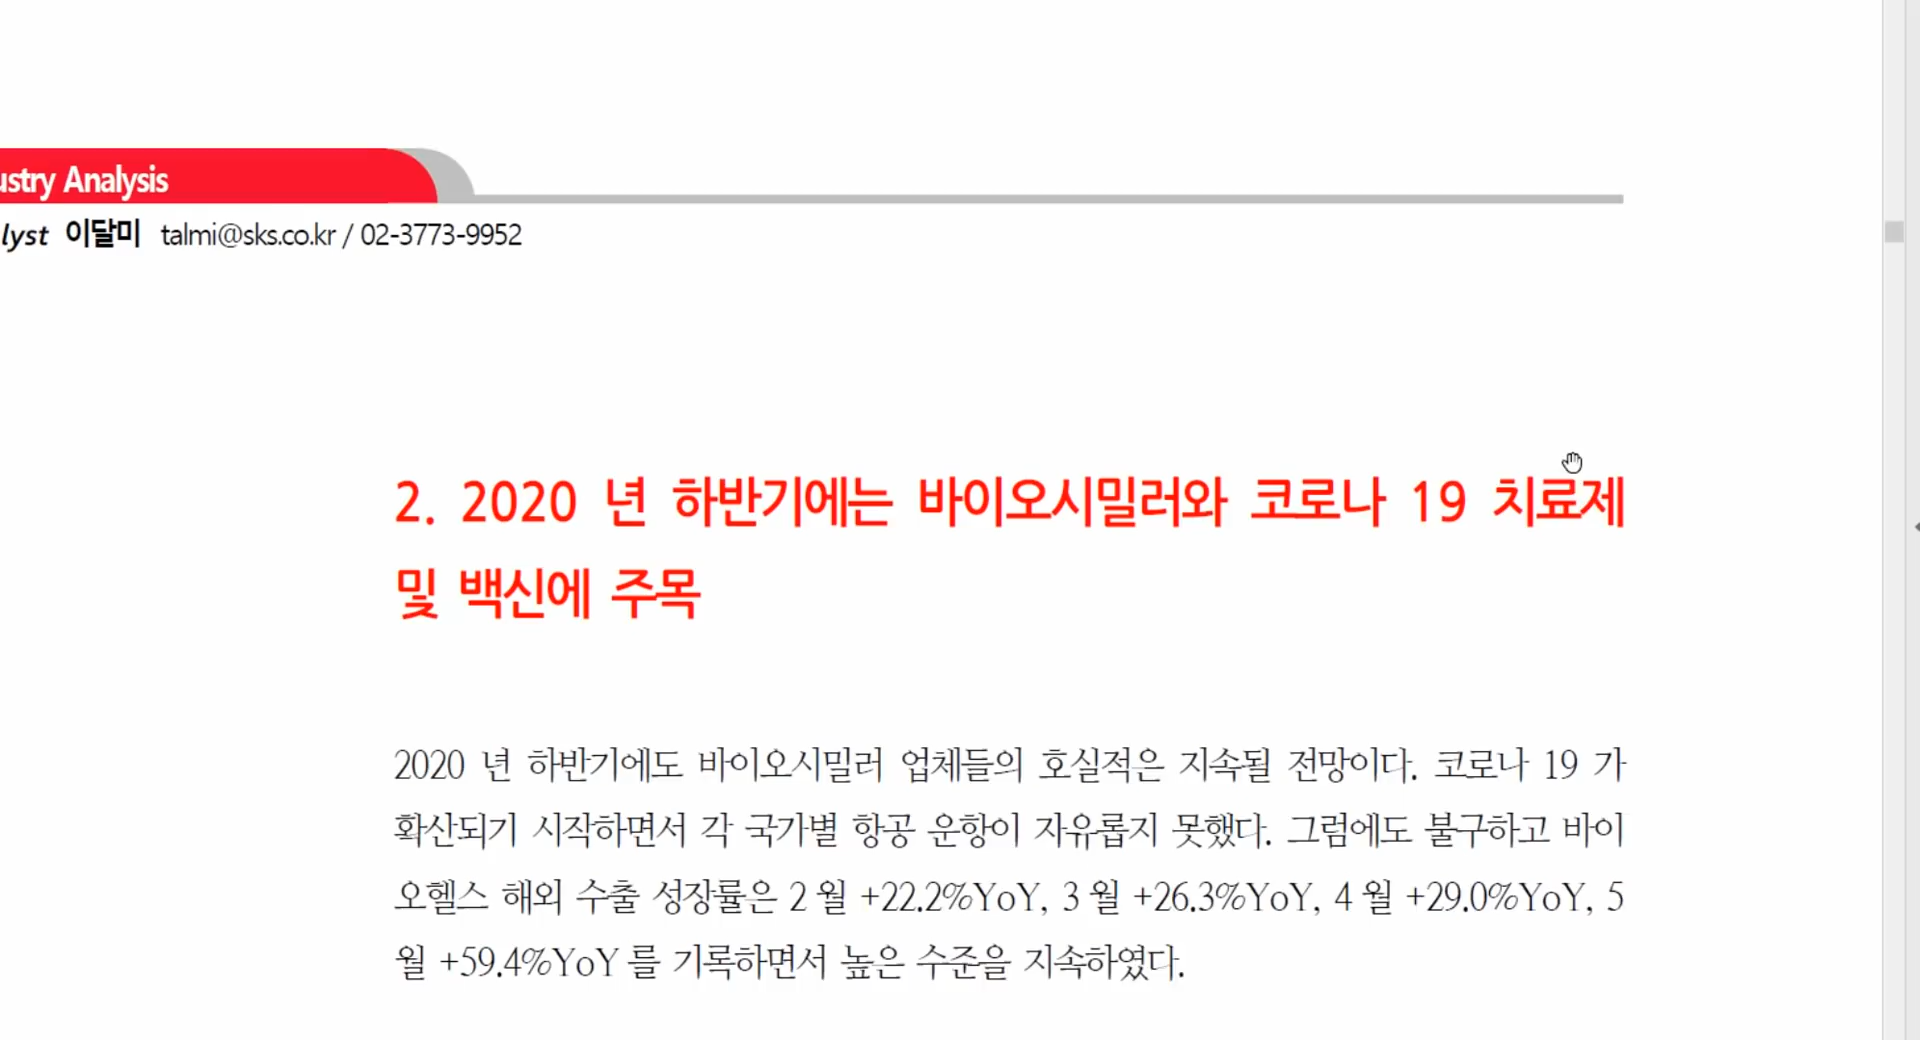 ustry Analysis
lyst 이달미 talmi@sks.co.kr / 02-3773-9952
2. 2020 년 하반기에는 바이오시밀러와 코로나 19 치료제
및 백신에 주목
2020 년 하반기에도 바이오시밀러 업체들의 호실적은 지속될 전망이다. 코로나 19 가
확산되기 시작하면서 각 국가별 항공 운항이 자유롭지 못했다. 그럼에도 불구하고 바이
오헬스 해외 수출 성장률은 2 월 +22.2%YoY, 3 월 +26.3%YoY, 4 월 +29.0%YoY, 5
월 +59.4%YoY 를 기록하면서 높은 수준을 지속하였다.